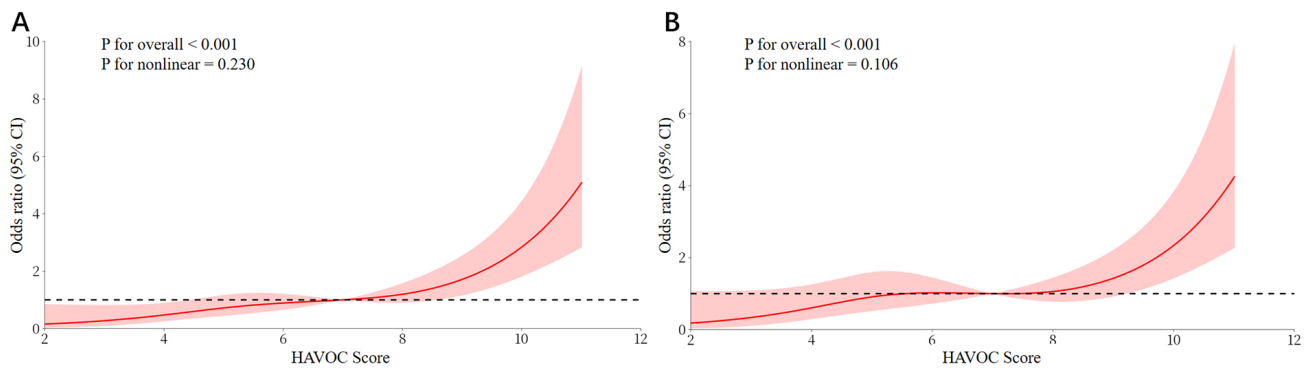 A
P for overall < 0.001
P for nonlinear = 0.230
Odds ratio (95% CI)
10
8
6
4
2
0
2 4 6 8 10 12
HAVOC Score
B
P for overall < 0.001
P for nonlinear = 0.106
Odds ratio (95% CI)
8
6
4
2
0
2 4 6 8 10 12
HAVOC Score